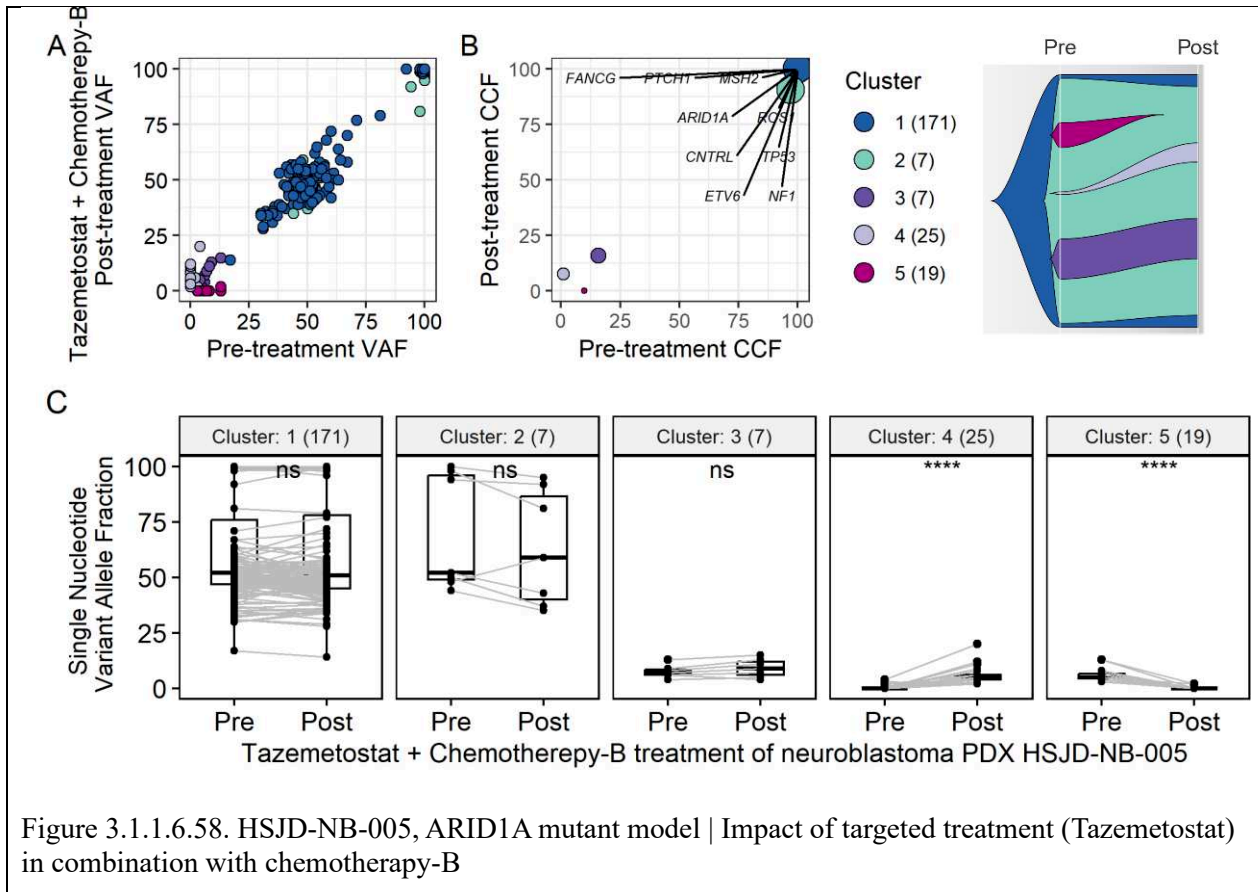 A
Tazemetostat + Chemotherepy-B
Post-treatment VAF
100
75
50
25
0
0
25
50
75
100
Pre-treatment VAF
B
Post-treatment CCF
100
75
50
25
0
FANCG
PTCH1
MSH2
ARID1A
ROS1
CNTRL
TP53
ETV6
NF1
0
25
50
75
100
Pre-treatment CCF
Cluster
1 (171)
2 (7)
3 (7)
4 (25)
5 (19)
Pre
Post
C
Single Nucleotide
Variant Allele Fraction
100
75
50
25
0
Cluster: 1 (171)
Cluster: 2 (7)
Cluster: 3 (7)
Cluster: 4 (25)
Cluster: 5 (19)
ns
ns
ns
****
****
Pre
Post
Pre
Post
Pre
Post
Pre
Post
Pre
Post
Tazemetostat + Chemotherepy-B treatment of neuroblastoma PDX HSJD-NB-005
Figure 3.1.1.6.58. HSJD-NB-005, ARID1A mutant model | Impact of targeted treatment (Tazemetostat)
in combination with chemotherapy-B